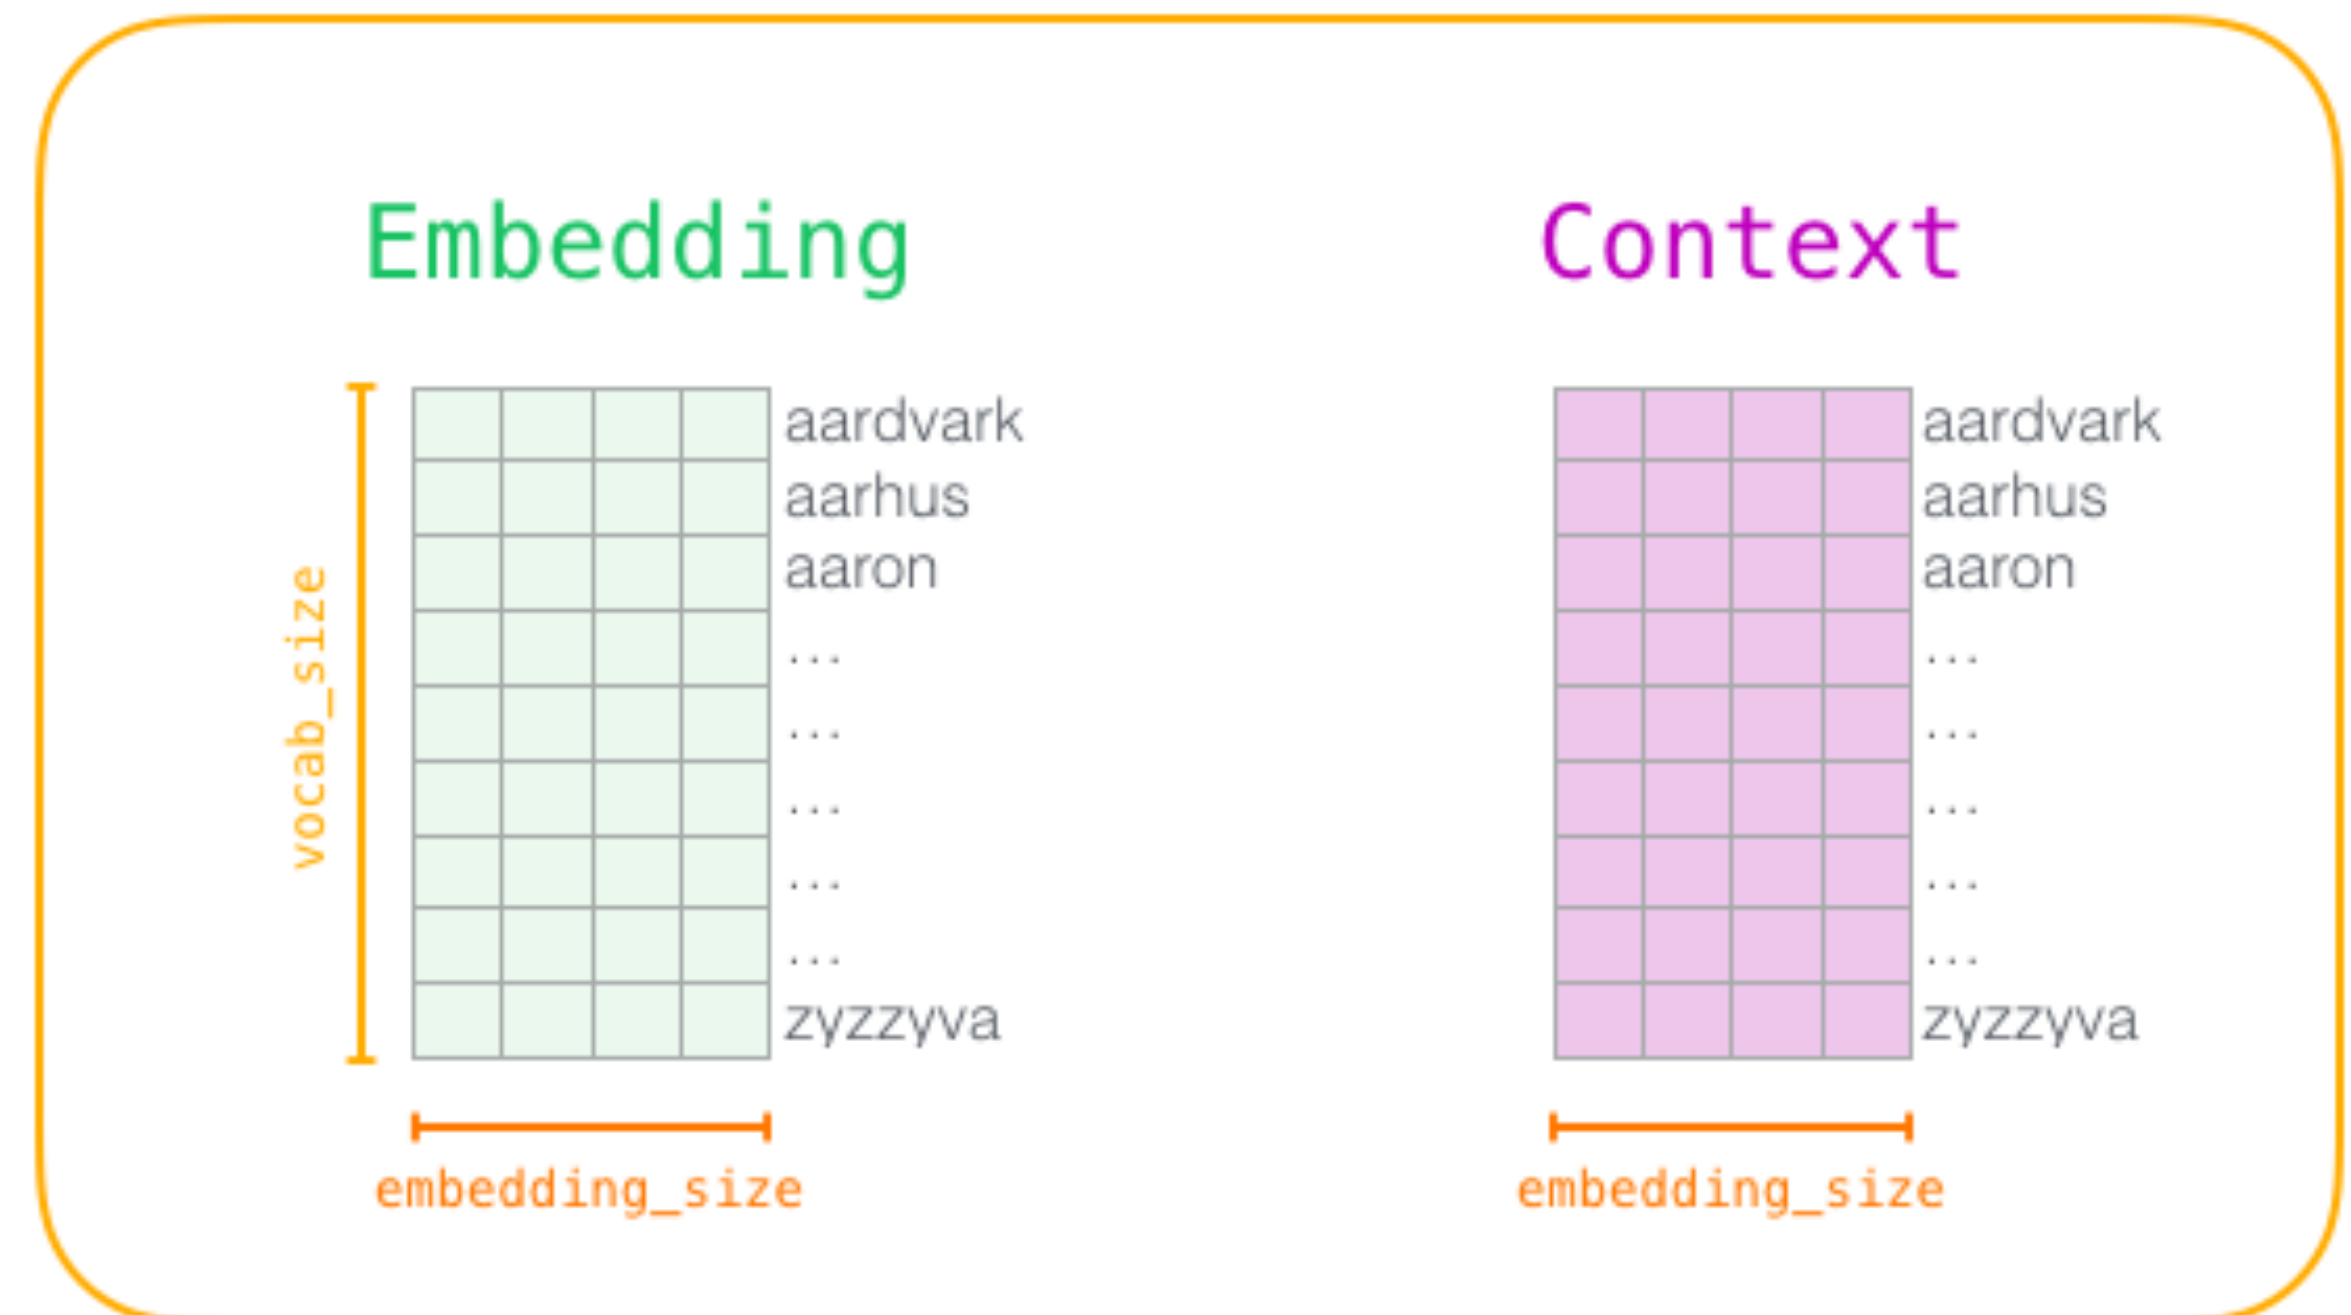 Embedding
Context
vocab_size
aardvark
aarhus
aaron
...
...
...
...
...
zyzzyva
embedding_size
aardvark
aarhus
aaron
...
...
...
...
...
zyzzyva
embedding_size